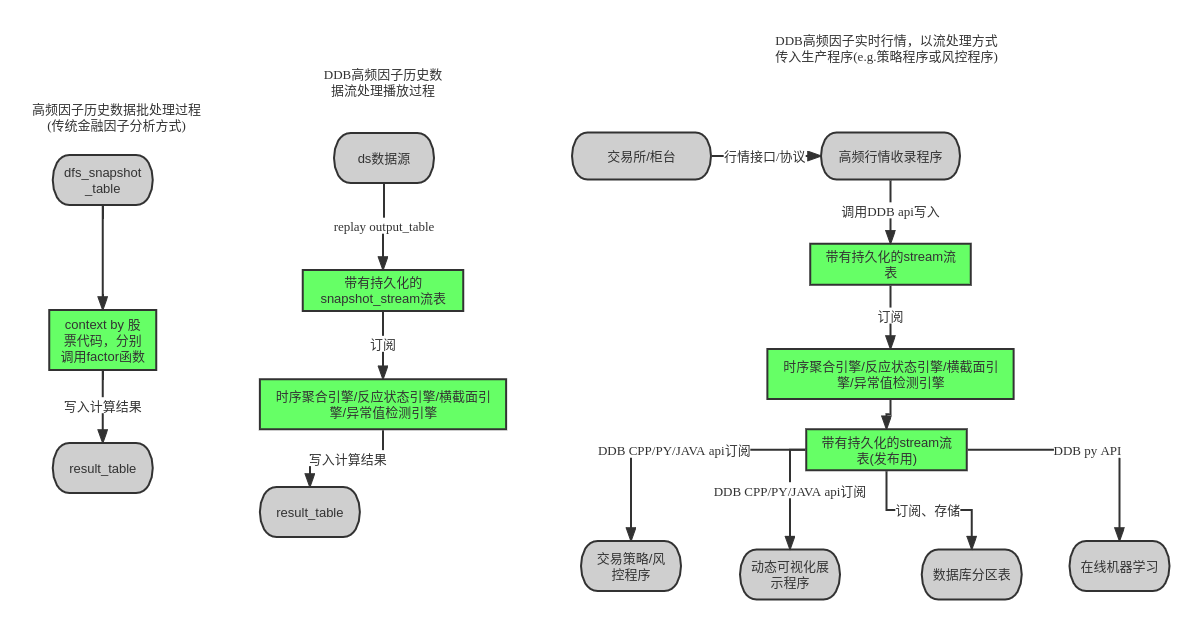 高频因子历史数据批处理过程
(传统金融因子分析方式)
dfs_snapshot
_table
context by 股
票代码，分别
调用factor函数
写入计算结果
result_table
DDB高频因子历史数
据流处理播放过程
ds数据源
replay output_table
带有持久化的
snapshot_stream流表
订阅
时序聚合引擎/反应状态引擎/横截面引
擎/异常值检测引擎
写入计算结果
result_table
DDB高频因子实时行情，以流处理方式
传入生产程序(e.g.策略程序或风控程序)
交易所/柜台
行情接口/协议
高频行情收录程序
调用DDB api写入
带有持久化的stream流
表
订阅
时序聚合引擎/反应状态引擎/横截面引
擎/异常值检测引擎
带有持久化的stream流
表(发布用)
DDB CPP/PY/JAVA api订阅
DDB CPP/PY/JAVA api订阅
订阅、存储
DDB py API
交易策略/风
控程序
动态可视化展
示程序
数据库分区表
在线机器学习